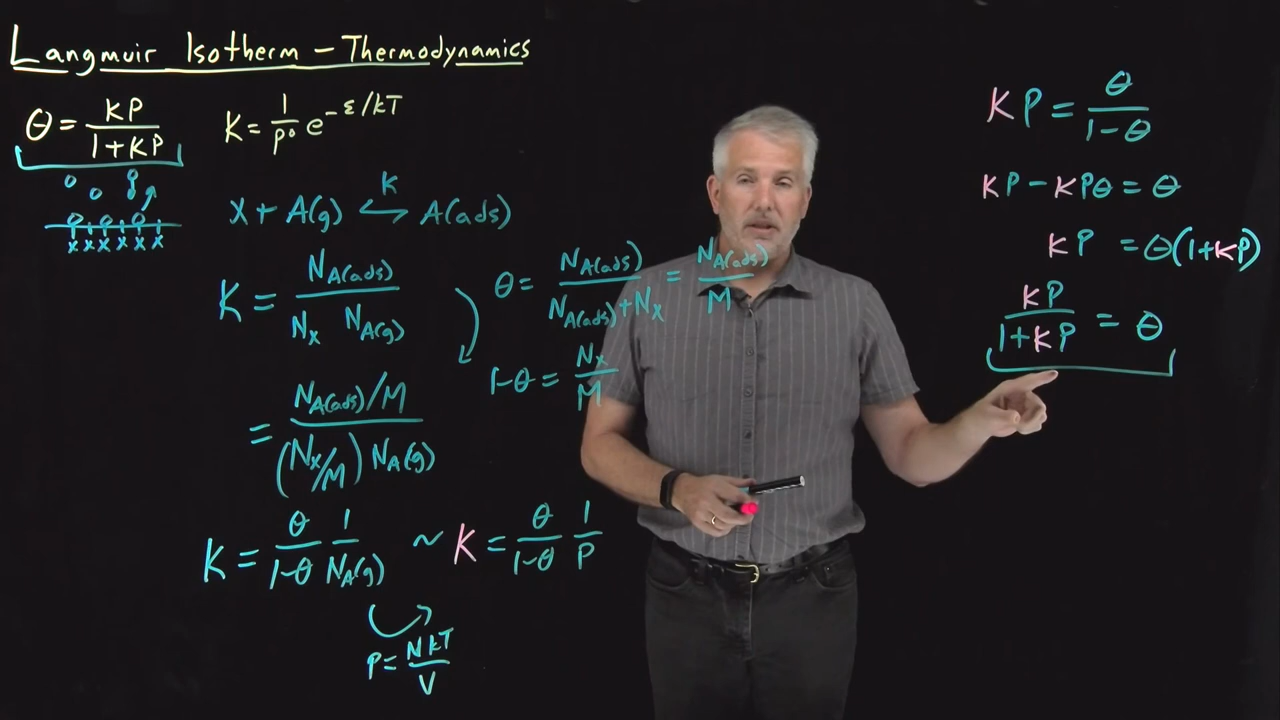 Langmuir Isotherm – Thermodynamics
θ = KP / 1+KP
K = 1/P° e^-ε/kT
x x x x x
X + A(g) ⇌ A(ads)
K
K = N_A(ads) / N_X N_A(g)
θ = N_A(ads) / N_A(ads)+N_X = N_A(ads) / M
1-θ = N_X / M
= N_A(ads)/M / (N_X/M) N_A(g)
K = θ/1-θ 1/N_A(g) ~ K = θ/1-θ 1/P
P = NkT/V
KP = θ/1-θ
KP - KPθ = θ
KP = θ(1+KP)
KP / 1+KP = θ